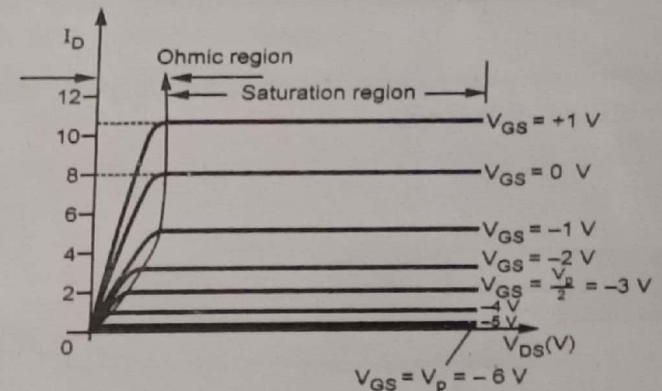 I_D
Ohmic region
Saturation region
12
10
8
6
4
2
0
V_GS = +1 V
V_GS = 0 V
V_GS = −1 V
V_GS = −2 V
V_GS = V_p/2 = −3 V
−4 V
−5 V
V_DS(V)
V_GS = V_p = − 6 V